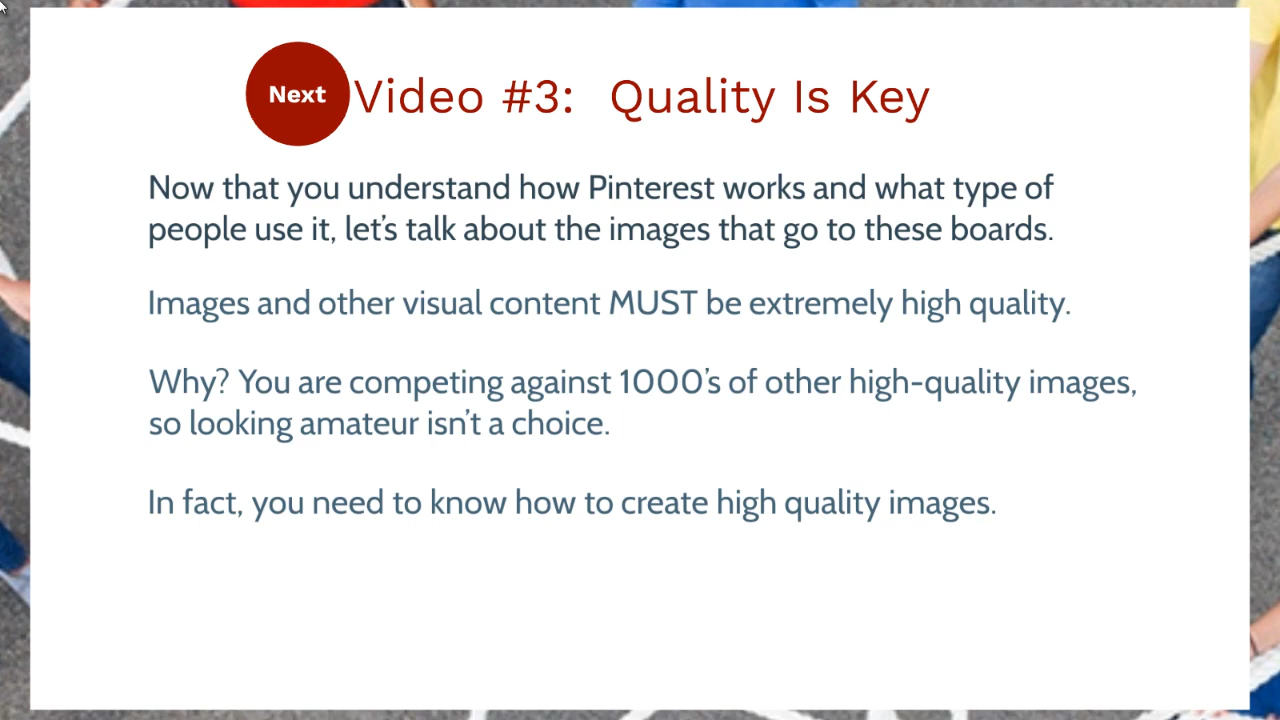 Next Video #3: Quality Is Key
Now that you understand how Pinterest works and what type of
people use it, let's talk about the images that go to these boards.
Images and other visual content MUST be extremely high quality.
Why? You are competing against 1000's of other high-quality images,
so looking amateur isn't a choice.
In fact, you need to know how to create high quality images.